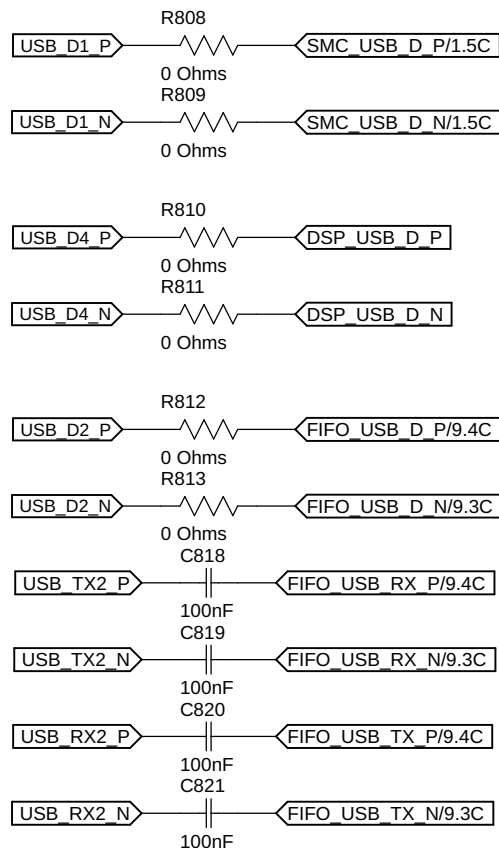 R808
USB_D1_P SMC_USB_D_P/1.5C
0 Ohms
R809
USB_D1_N SMC_USB_D_N/1.5C
0 Ohms
R810
USB_D4_P DSP_USB_D_P
0 Ohms
R811
USB_D4_N DSP_USB_D_N
0 Ohms
R812
USB_D2_P FIFO_USB_D_P/9.4C
0 Ohms
R813
USB_D2_N FIFO_USB_D_N/9.3C
0 Ohms
C818
USB_TX2_P FIFO_USB_RX_P/9.4C
100nF
C819
USB_TX2_N FIFO_USB_RX_N/9.3C
100nF
C820
USB_RX2_P FIFO_USB_TX_P/9.4C
100nF
C821
USB_RX2_N FIFO_USB_TX_N/9.3C
100nF